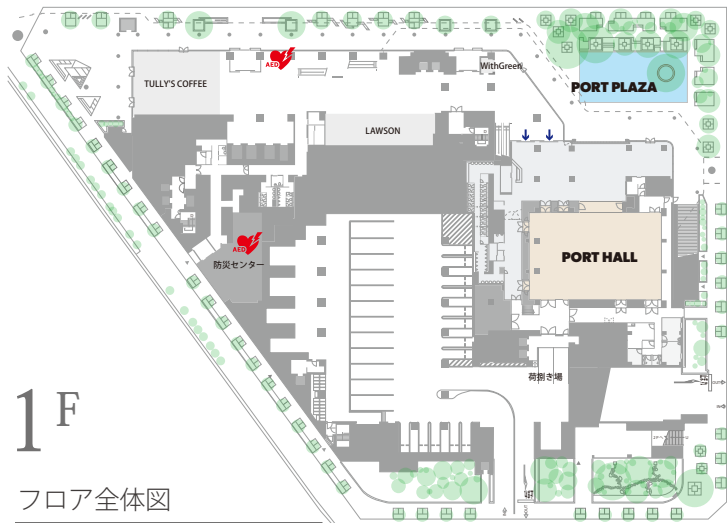 AED
WithGreen
TULLY'S COFFEE
PORT PLAZA
LAWSON
AED
防災センター
PORT HALL
荷捌き場
1F
フロア全体図